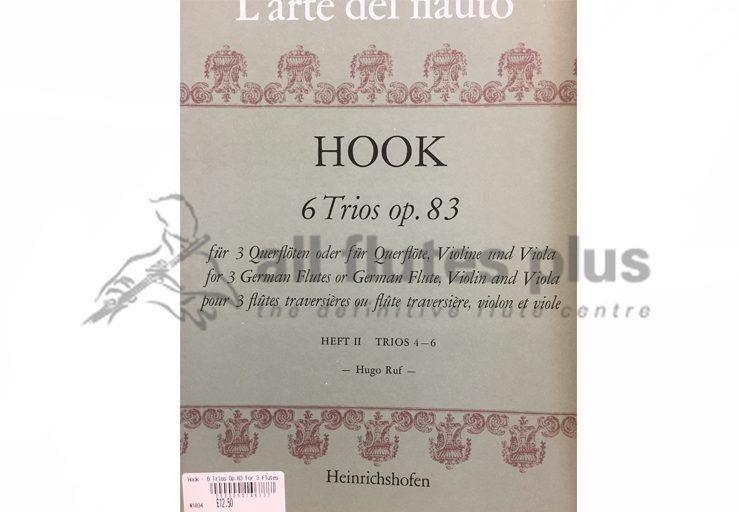 L'arte del flauto
HOOK
6 Trios op. 83
für 3 Querflöten oder für Querflöte, Violine und Viola
for 3 German Flutes or German Flute, Violin and Viola
pour 3 flûtes traversières ou flûte traversière, violon et viole
all flutes plus
the definitive flute centre
HEFT II TRIOS 4–6
– Hugo Ruf –
Heinrichshofen
Hook - 6 Trios Op.83 for 3 Flutes
£12.50